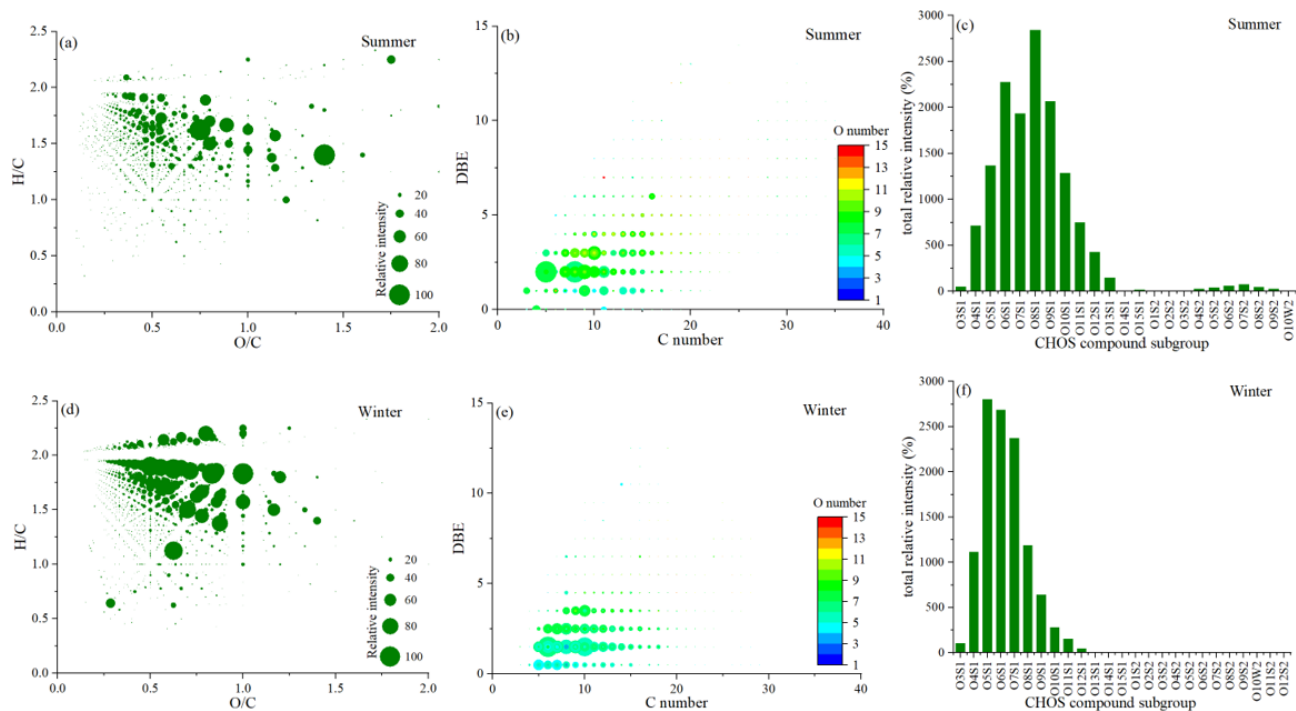 (a)
Summer
H/C
2.5
2.0
1.5
1.0
0.5
0.0
Relative intensity
20
40
60
80
100
0.0
0.5
1.0
1.5
2.0
O/C
(b)
Summer
DBE
15
10
5
0
O number
15
13
11
9
7
5
3
1
0
10
20
30
40
C number
(c)
Summer
total relative intensity (%)
3000
2500
2000
1500
1000
500
0
O3S1
O4S1
O5S1
O6S1
O7S1
O8S1
O9S1
O10S1
O11S1
O12S1
O13S1
O14S1
O15S1
O1S2
O2S2
O3S2
O4S2
O5S2
O6S2
O7S2
O8S2
O9S2
O10W2
CHOS compound subgroup
(d)
Winter
H/C
2.5
2.0
1.5
1.0
0.5
0.0
Relative intensity
20
40
60
80
100
0.0
0.5
1.0
1.5
2.0
O/C
(e)
Winter
DBE
15
10
5
0
O number
15
13
11
9
7
5
3
1
0
10
20
30
40
C number
(f)
Winter
total relative intensity (%)
3000
2500
2000
1500
1000
500
0
O3S1
O4S1
O5S1
O6S1
O7S1
O8S1
O9S1
O10S1
O11S1
O12S1
O13S1
O14S1
O15S1
O1S2
O2S2
O3S2
O4S2
O5S2
O6S2
O7S2
O8S2
O9S2
O10W2
O11S2
O12S2
CHOS compound subgroup